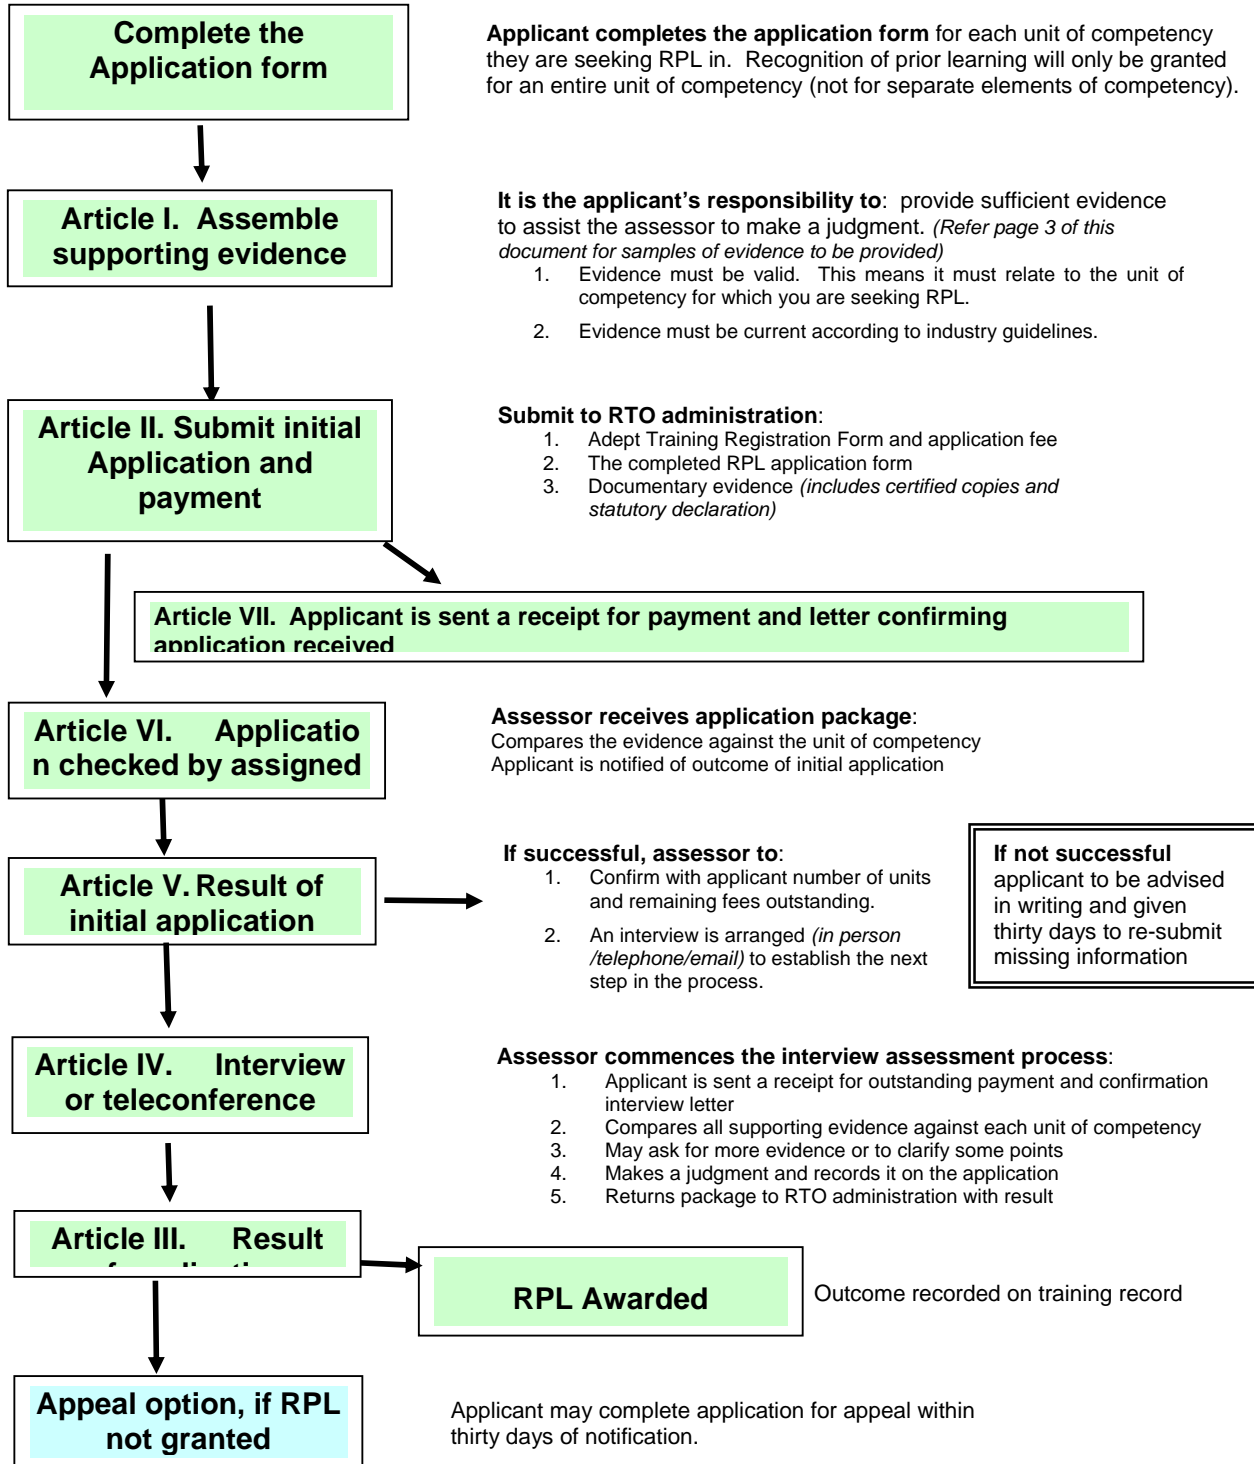 Complete the
Application form
Applicant completes the application form for each unit of competency
they are seeking RPL in. Recognition of prior learning will only be granted
for an entire unit of competency (not for separate elements of competency).
Article I. Assemble
supporting evidence
It is the applicant's responsibility to: provide sufficient evidence
to assist the assessor to make a judgment. (Refer page 3 of this
document for samples of evidence to be provided)
1. Evidence must be valid. This means it must relate to the unit of
competency for which you are seeking RPL.
2. Evidence must be current according to industry guidelines.
Article II. Submit initial
Application and
payment
Submit to RTO administration:
1. Adept Training Registration Form and application fee
2. The completed RPL application form
3. Documentary evidence (includes certified copies and
statutory declaration)
Article VII. Applicant is sent a receipt for payment and letter confirming
application received
Article VI. Applicatio
n checked by assigned
Assessor receives application package:
Compares the evidence against the unit of competency
Applicant is notified of outcome of initial application
Article V. Result of
initial application
If successful, assessor to:
1. Confirm with applicant number of units
and remaining fees outstanding.
2. An interview is arranged (in person
/telephone/email) to establish the next
step in the process.
If not successful
applicant to be advised
in writing and given
thirty days to re-submit
missing information
Article IV. Interview
or teleconference
Assessor commences the interview assessment process:
1. Applicant is sent a receipt for outstanding payment and confirmation
interview letter
2. Compares all supporting evidence against each unit of competency
3. May ask for more evidence or to clarify some points
4. Makes a judgment and records it on the application
5. Returns package to RTO administration with result
Article III. Result
RPL Awarded
Outcome recorded on training record
Appeal option, if RPL
not granted
Applicant may complete application for appeal within
thirty days of notification.